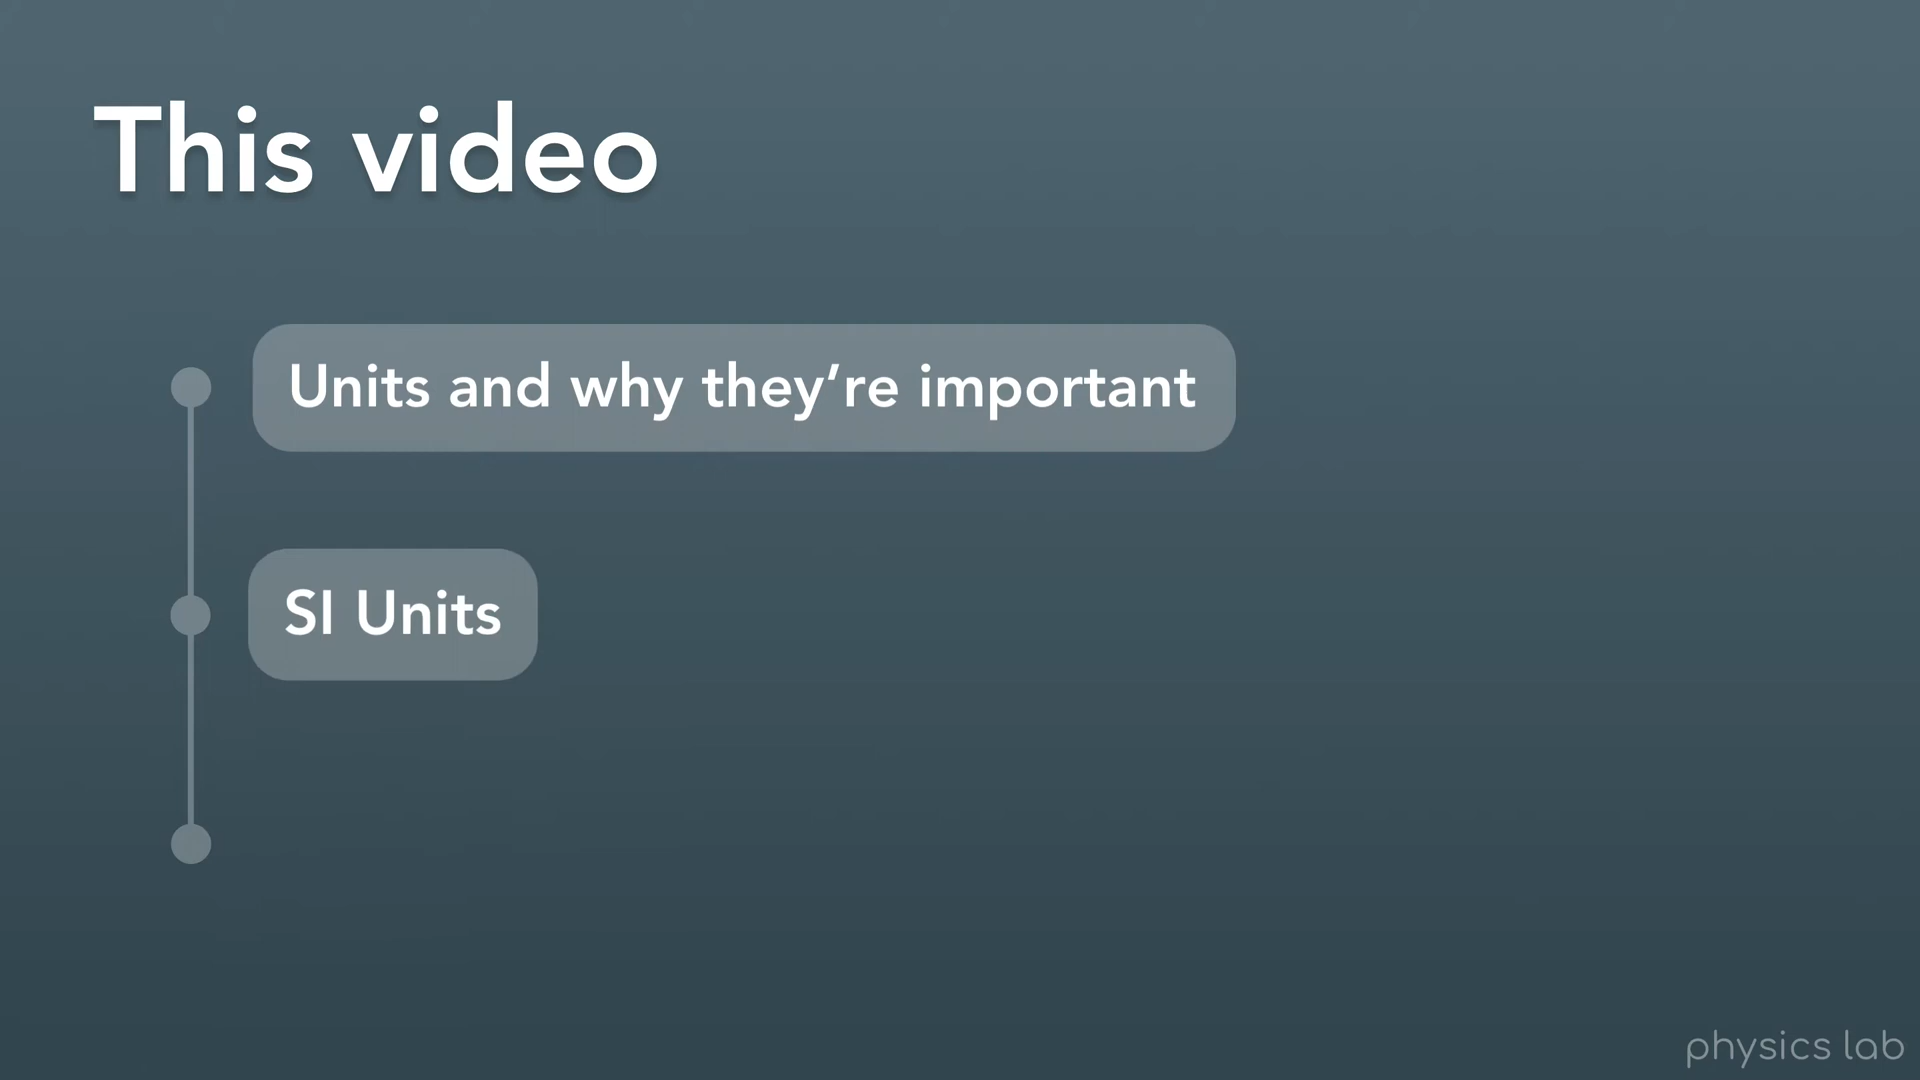 This video
Units and why they’re important
SI Units
physics lab